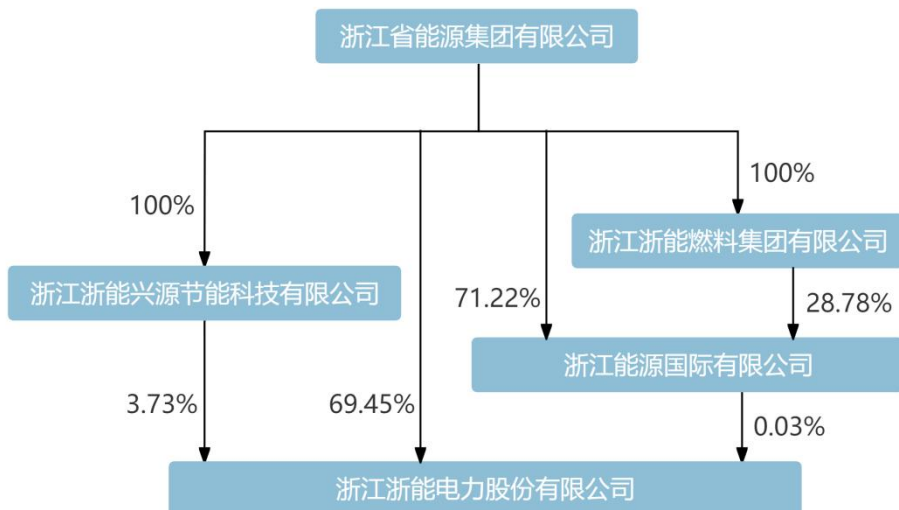 浙江省能源集团有限公司
100%
100%
浙江浙能燃料集团有限公司
浙江浙能兴源节能科技有限公司
71.22%
28.78%
浙江能源国际有限公司
3.73%
69.45%
0.03%
浙江浙能电力股份有限公司